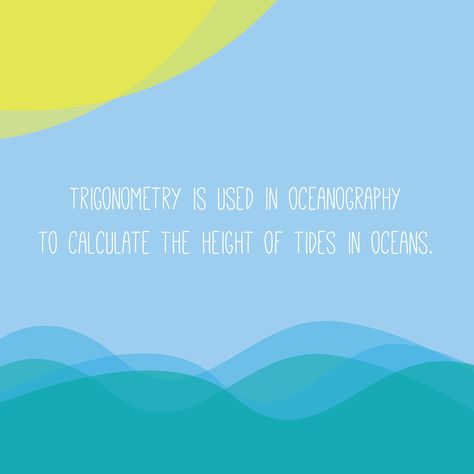 TRIGONOMETRY IS USED IN OCEANOGRAPHY
TO CALCULATE THE HEIGHT OF TIDES IN OCEANS.